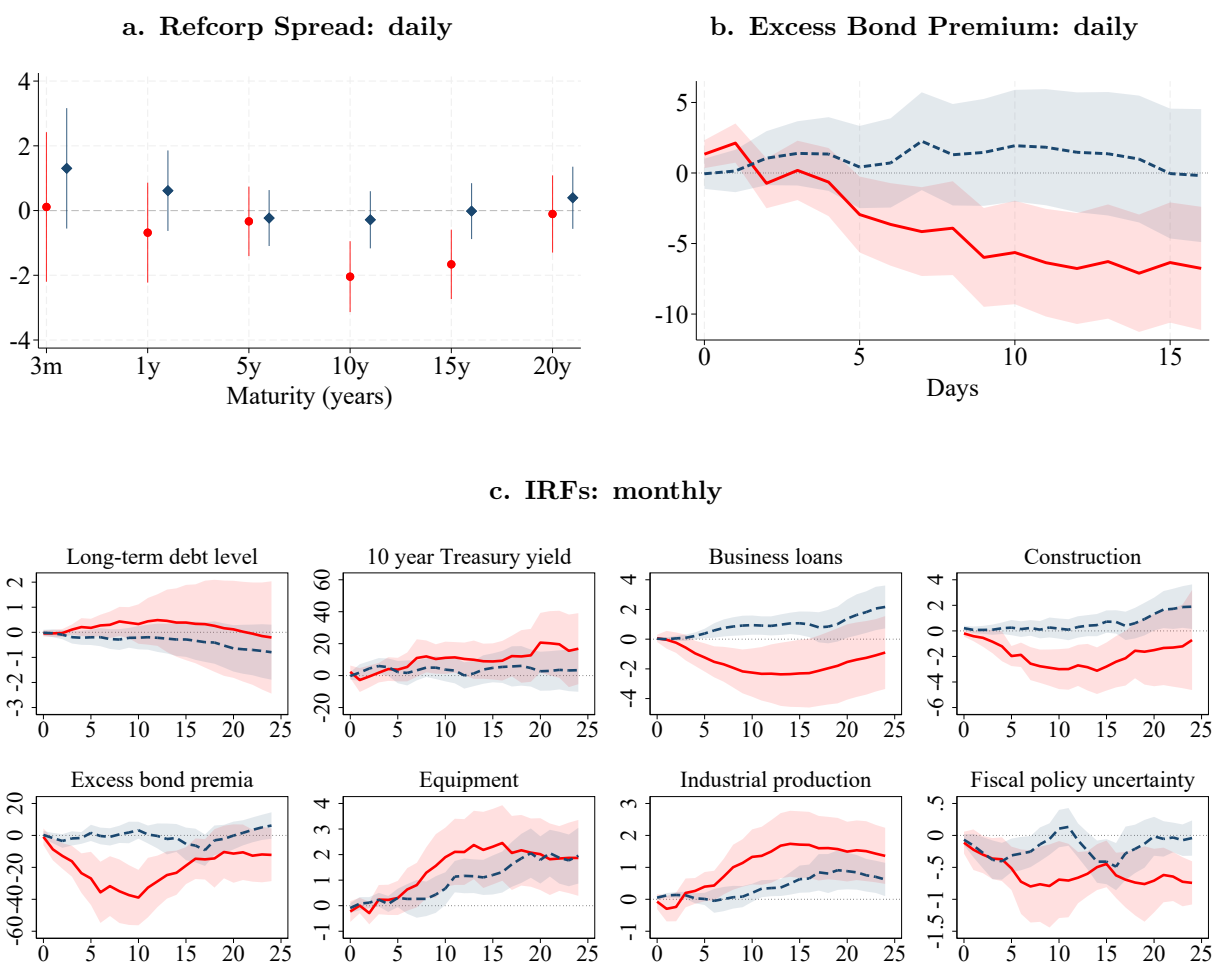 a. Refcorp Spread: daily
b. Excess Bond Premium: daily
4
2
0
-2
-4
3m 1y 5y 10y 15y 20y
Maturity (years)
5
0
-5
-10
0 5 10 15
Days
c. IRFs: monthly
Long-term debt level
2
1
0
-1
-2
-3
0 5 10 15 20 25
10 year Treasury yield
60
40
20
0
-20
0 5 10 15 20 25
Business loans
4
2
0
-2
-4
0 5 10 15 20 25
Construction
4
2
0
-2
-4
-6
0 5 10 15 20 25
Excess bond premia
20
0
-20
-40
-60
0 5 10 15 20 25
Equipment
4
3
2
1
0
-1
0 5 10 15 20 25
Industrial production
3
2
1
0
-1
0 5 10 15 20 25
Fiscal policy uncertainty
.5
0
-.5
-1
-1.5
0 5 10 15 20 25